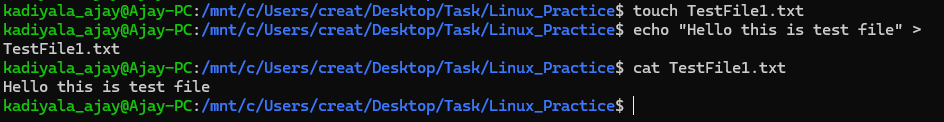 kadiyala_ajay@Ajay-PC:/mnt/c/Users/creat/Desktop/Task/Linux_Practice$ touch TestFile1.txt
kadiyala_ajay@Ajay-PC:/mnt/c/Users/creat/Desktop/Task/Linux_Practice$ echo "Hello this is test file" >
TestFile1.txt
kadiyala_ajay@Ajay-PC:/mnt/c/Users/creat/Desktop/Task/Linux_Practice$ cat TestFile1.txt
Hello this is test file
kadiyala_ajay@Ajay-PC:/mnt/c/Users/creat/Desktop/Task/Linux_Practice$